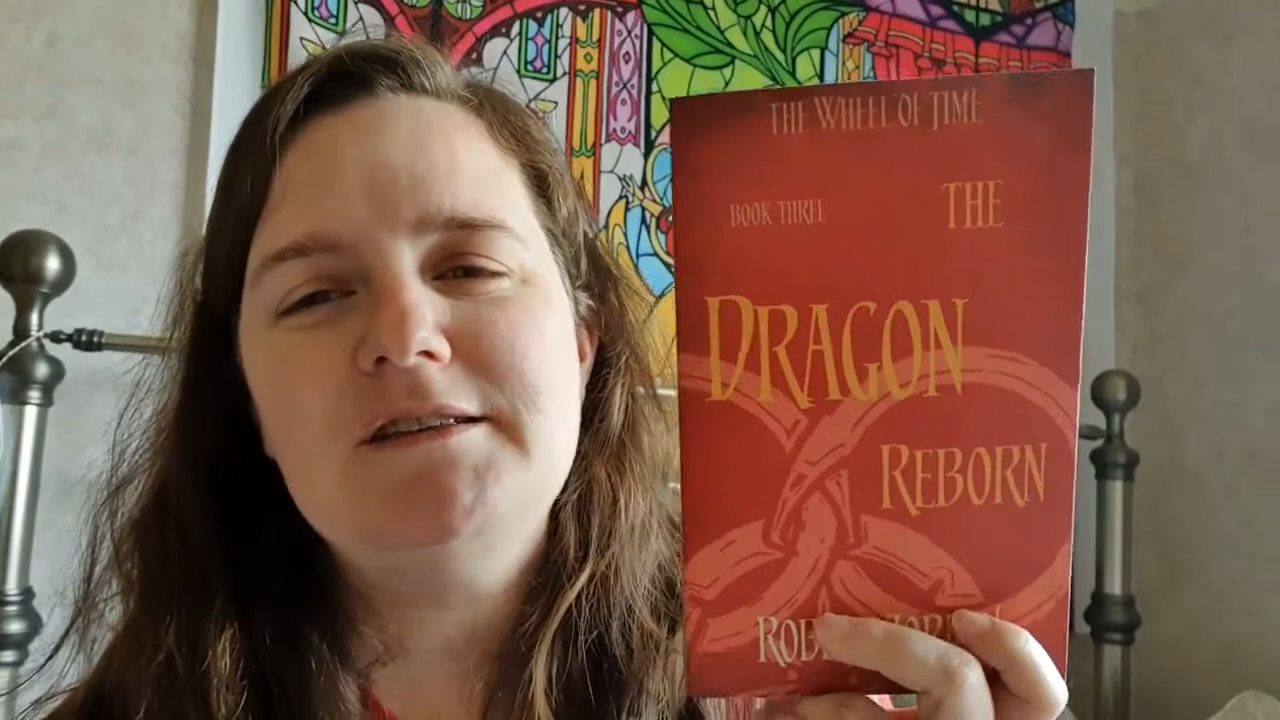 THE WHEEL OF TIME
BOOK THREE
THE
DRAGON
REBORN